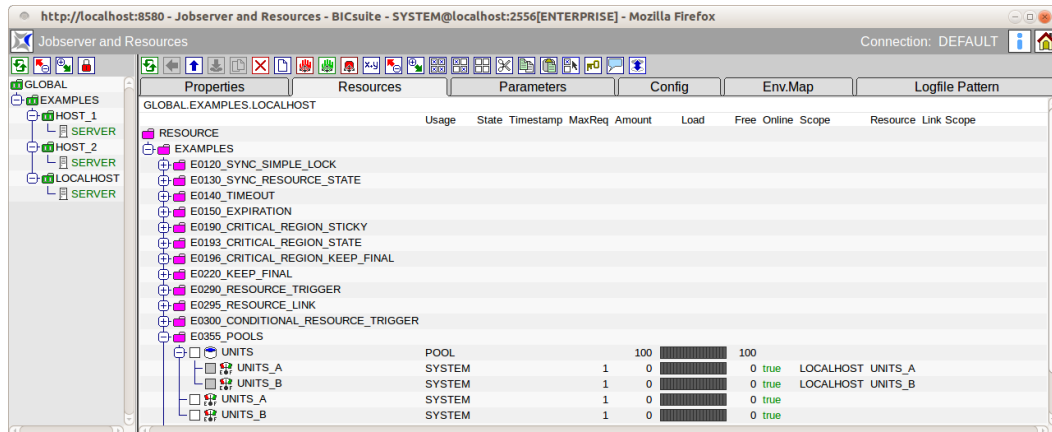 http://localhost:8580 - Jobserver and Resources - BICsuite - SYSTEM@localhost:2556[ENTERPRISE] - Mozilla Firefox
Jobserver and Resources Connection: DEFAULT
GLOBAL
EXAMPLES
HOST_1
SERVER
HOST_2
SERVER
LOCALHOST
SERVER
Properties Resources Parameters Config Env.Map Logfile Pattern
GLOBAL.EXAMPLES.LOCALHOST
Usage State Timestamp MaxReq Amount Load Free Online Scope Resource Link Scope
RESOURCE
EXAMPLES
E0120_SYNC_SIMPLE_LOCK
E0130_SYNC_RESOURCE_STATE
E0140_TIMEOUT
E0150_EXPIRATION
E0190_CRITICAL_REGION_STICKY
E0193_CRITICAL_REGION_STATE
E0196_CRITICAL_REGION_KEEP_FINAL
E0220_KEEP_FINAL
E0290_RESOURCE_TRIGGER
E0295_RESOURCE_LINK
E0300_CONDITIONAL_RESOURCE_TRIGGER
E0355_POOLS
UNITS POOL 100 100
UNITS_A SYSTEM 1 0 0 true LOCALHOST UNITS_A
UNITS_B SYSTEM 1 0 0 true LOCALHOST UNITS_B
UNITS_A SYSTEM 1 0 0 true
UNITS_B SYSTEM 1 0 0 true